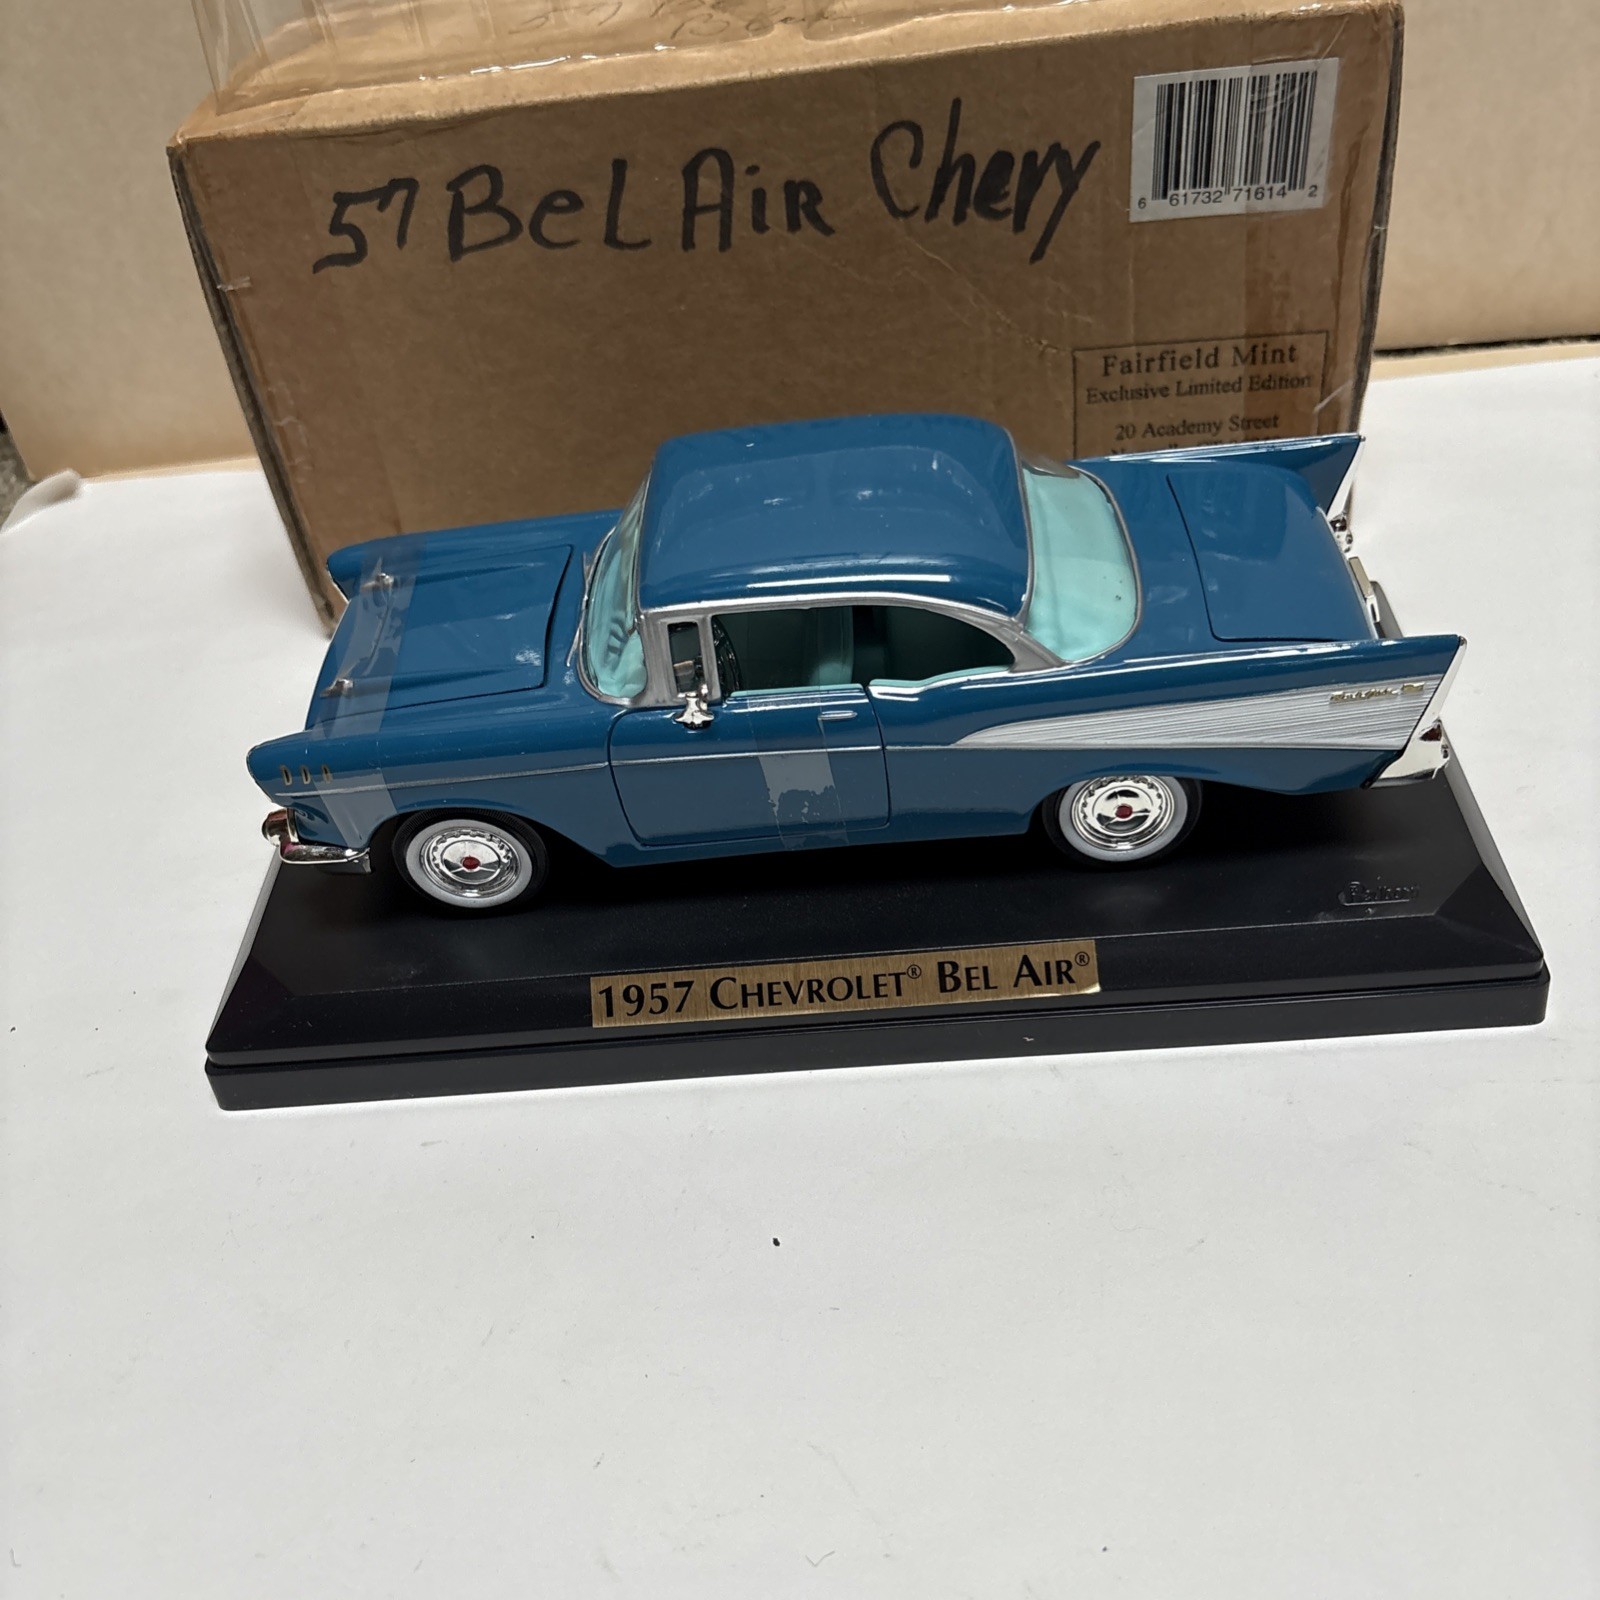 57 BeL AiR Chevy
6 61732 71614 2
Fairfield Mint
Exclusive Limited Edition
20 Academy Street
1957 CHEVROLET® BEL AIR®